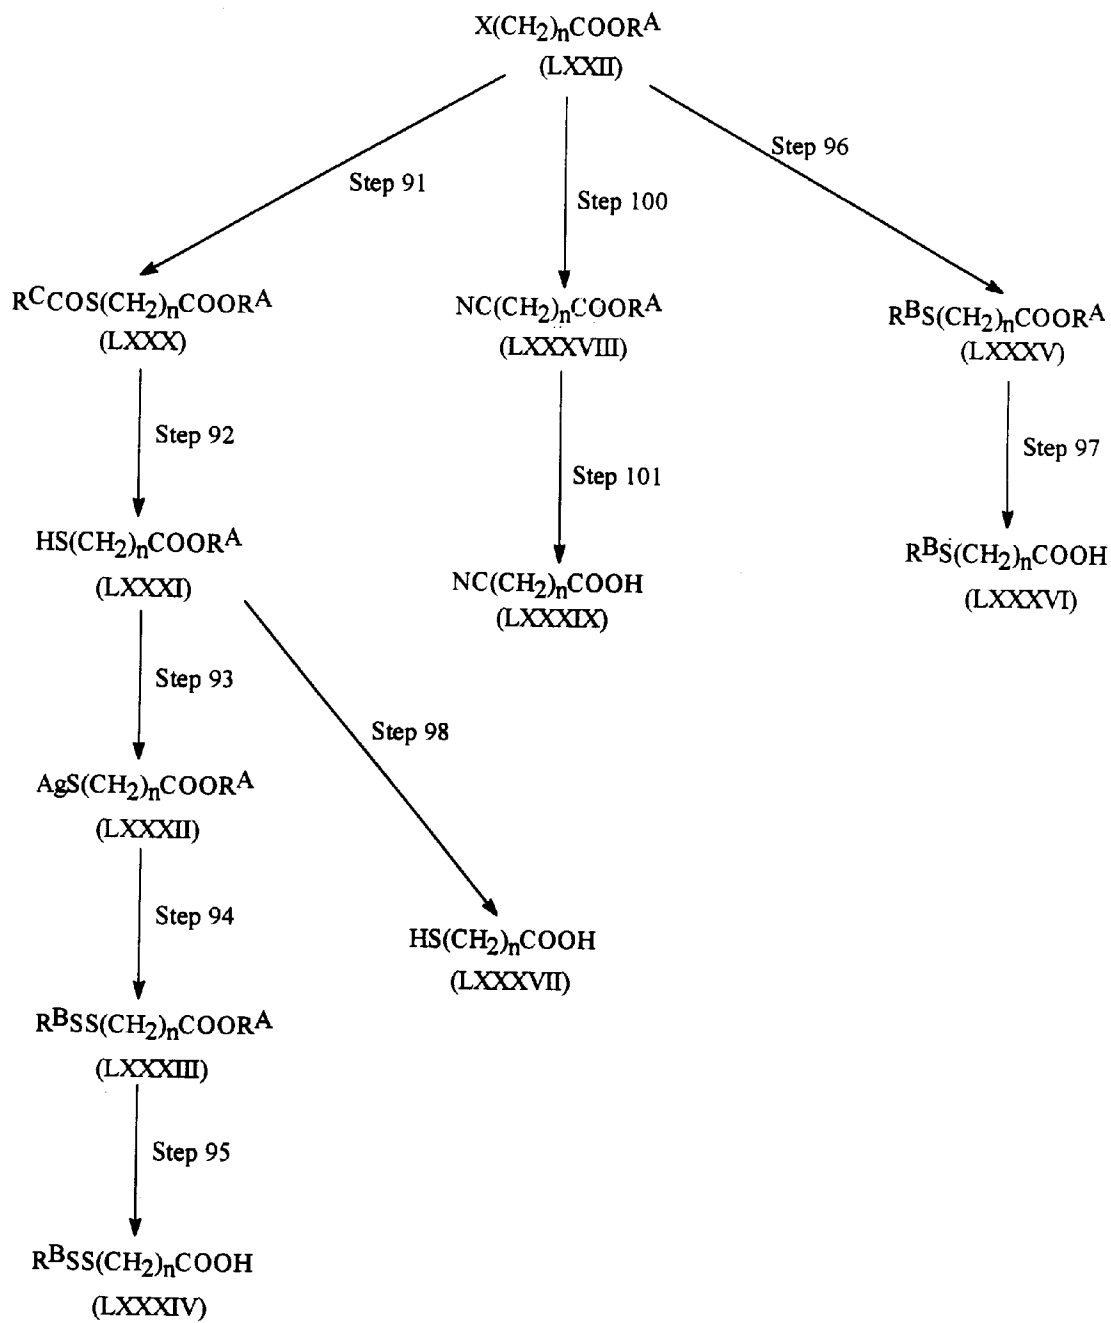 X(CH2)nCOORA
(LXXII)
Step 96
Step 91
Step 100
RCCOS(CH2)nCOORA
(LXXX)
NC(CH2)nCOORA
(LXXXVIII)
RBS(CH2)nCOORA
(LXXXV)
Step 92
Step 97
Step 101
HS(CH2)nCOORA
(LXXXI)
NC(CH2)nCOOH
(LXXXIX)
RBS(CH2)nCOOH
(LXXXVI)
Step 93
Step 98
AgS(CH2)nCOORA
(LXXXII)
Step 94
HS(CH2)nCOOH
(LXXXVII)
RBSS(CH2)nCOORA
(LXXXIII)
Step 95
RBSS(CH2)nCOOH
(LXXXIV)